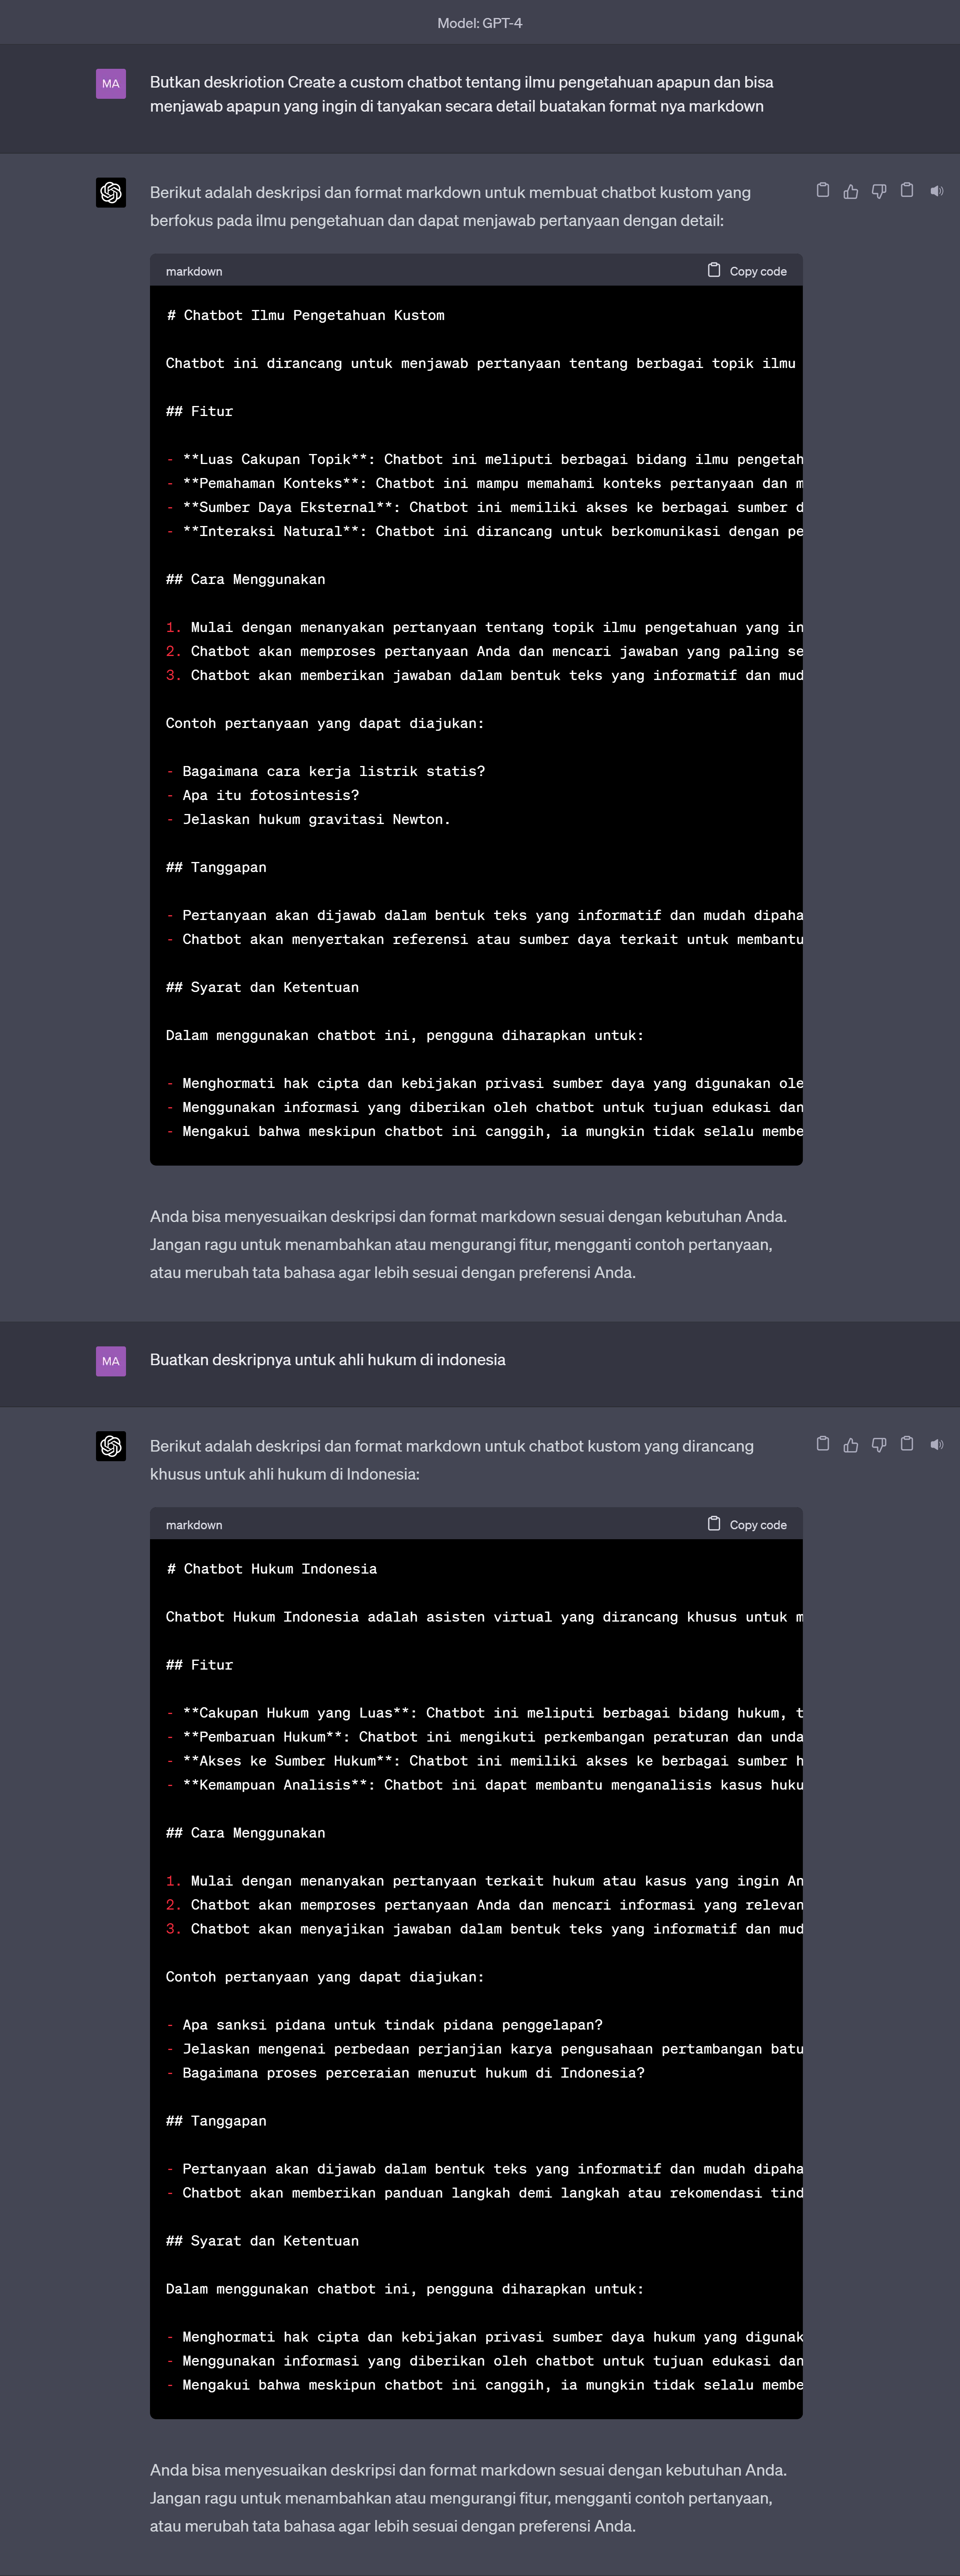 Model: GPT-4
MA
Butkan deskriotion Create a custom chatbot tentang ilmu pengetahuan apapun dan bisa
menjawab apapun yang ingin di tanyakan secara detail buatakan format nya markdown
Berikut adalah deskripsi dan format markdown untuk membuat chatbot kustom yang
berfokus pada ilmu pengetahuan dan dapat menjawab pertanyaan dengan detail:
markdown
Copy code
# Chatbot Ilmu Pengetahuan Kustom
Chatbot ini dirancang untuk menjawab pertanyaan tentang berbagai topik ilmu
## Fitur
- **Luas Cakupan Topik**: Chatbot ini meliputi berbagai bidang ilmu pengetah
- **Pemahaman Konteks**: Chatbot ini mampu memahami konteks pertanyaan dan m
- **Sumber Daya Eksternal**: Chatbot ini memiliki akses ke berbagai sumber d
- **Interaksi Natural**: Chatbot ini dirancang untuk berkomunikasi dengan pe
## Cara Menggunakan
1. Mulai dengan menanyakan pertanyaan tentang topik ilmu pengetahuan yang in
2. Chatbot akan memproses pertanyaan Anda dan mencari jawaban yang paling se
3. Chatbot akan memberikan jawaban dalam bentuk teks yang informatif dan mud
Contoh pertanyaan yang dapat diajukan:
- Bagaimana cara kerja listrik statis?
- Apa itu fotosintesis?
- Jelaskan hukum gravitasi Newton.
## Tanggapan
- Pertanyaan akan dijawab dalam bentuk teks yang informatif dan mudah dipaha
- Chatbot akan menyertakan referensi atau sumber daya terkait untuk membantu
## Syarat dan Ketentuan
Dalam menggunakan chatbot ini, pengguna diharapkan untuk:
- Menghormati hak cipta dan kebijakan privasi sumber daya yang digunakan ole
- Menggunakan informasi yang diberikan oleh chatbot untuk tujuan edukasi dan
- Mengakui bahwa meskipun chatbot ini canggih, ia mungkin tidak selalu membe
Anda bisa menyesuaikan deskripsi dan format markdown sesuai dengan kebutuhan Anda.
Jangan ragu untuk menambahkan atau mengurangi fitur, mengganti contoh pertanyaan,
atau merubah tata bahasa agar lebih sesuai dengan preferensi Anda.
MA
Buatkan deskripnya untuk ahli hukum di indonesia
Berikut adalah deskripsi dan format markdown untuk chatbot kustom yang dirancang
khusus untuk ahli hukum di Indonesia:
markdown
Copy code
# Chatbot Hukum Indonesia
Chatbot Hukum Indonesia adalah asisten virtual yang dirancang khusus untuk m
## Fitur
- **Cakupan Hukum yang Luas**: Chatbot ini meliputi berbagai bidang hukum, t
- **Pembaruan Hukum**: Chatbot ini mengikuti perkembangan peraturan dan unda
- **Akses ke Sumber Hukum**: Chatbot ini memiliki akses ke berbagai sumber h
- **Kemampuan Analisis**: Chatbot ini dapat membantu menganalisis kasus huku
## Cara Menggunakan
1. Mulai dengan menanyakan pertanyaan terkait hukum atau kasus yang ingin An
2. Chatbot akan memproses pertanyaan Anda dan mencari informasi yang relevan
3. Chatbot akan menyajikan jawaban dalam bentuk teks yang informatif dan mud
Contoh pertanyaan yang dapat diajukan:
- Apa sanksi pidana untuk tindak pidana penggelapan?
- Jelaskan mengenai perbedaan perjanjian karya pengusahaan pertambangan batu
- Bagaimana proses perceraian menurut hukum di Indonesia?
## Tanggapan
- Pertanyaan akan dijawab dalam bentuk teks yang informatif dan mudah dipaha
- Chatbot akan memberikan panduan langkah demi langkah atau rekomendasi tind
## Syarat dan Ketentuan
Dalam menggunakan chatbot ini, pengguna diharapkan untuk:
- Menghormati hak cipta dan kebijakan privasi sumber daya hukum yang digunak
- Menggunakan informasi yang diberikan oleh chatbot untuk tujuan edukasi dan
- Mengakui bahwa meskipun chatbot ini canggih, ia mungkin tidak selalu membe
Anda bisa menyesuaikan deskripsi dan format markdown sesuai dengan kebutuhan Anda.
Jangan ragu untuk menambahkan atau mengurangi fitur, mengganti contoh pertanyaan,
atau merubah tata bahasa agar lebih sesuai dengan preferensi Anda.